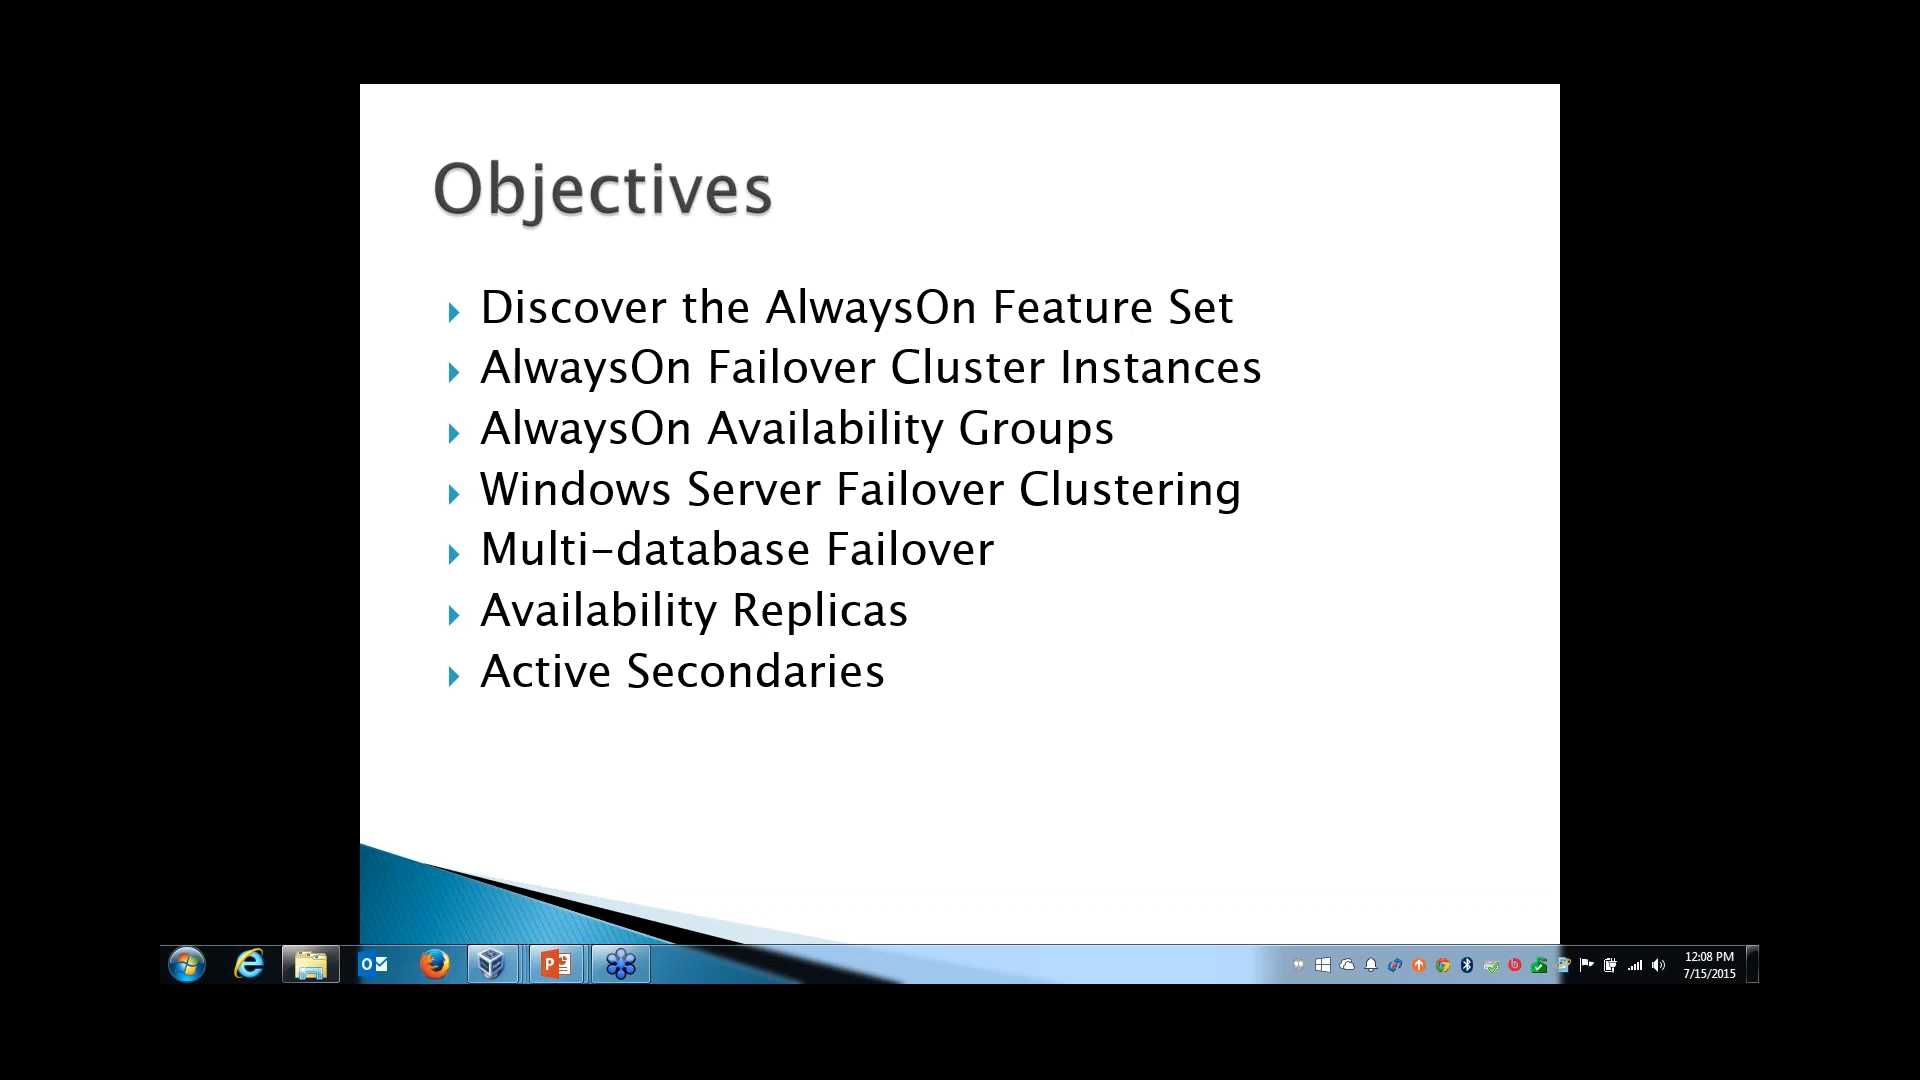 Objectives
Discover the AlwaysOn Feature Set
AlwaysOn Failover Cluster Instances
AlwaysOn Availability Groups
Windows Server Failover Clustering
Multi-database Failover
Availability Replicas
Active Secondaries
12:08 PM
7/15/2015